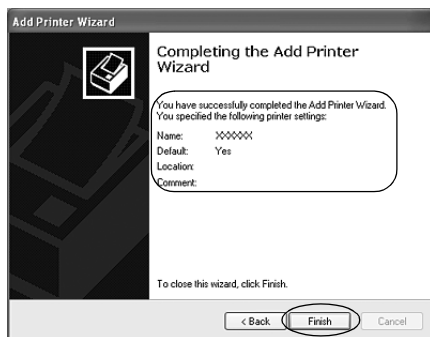 Add Printer Wizard
Completing the Add Printer
Wizard
You have successfully completed the Add Printer Wizard.
You specified the following printer settings:
Name: XXXXXX
Default: Yes
Location:
Comment:
To close this wizard, click Finish.
< Back Finish Cancel